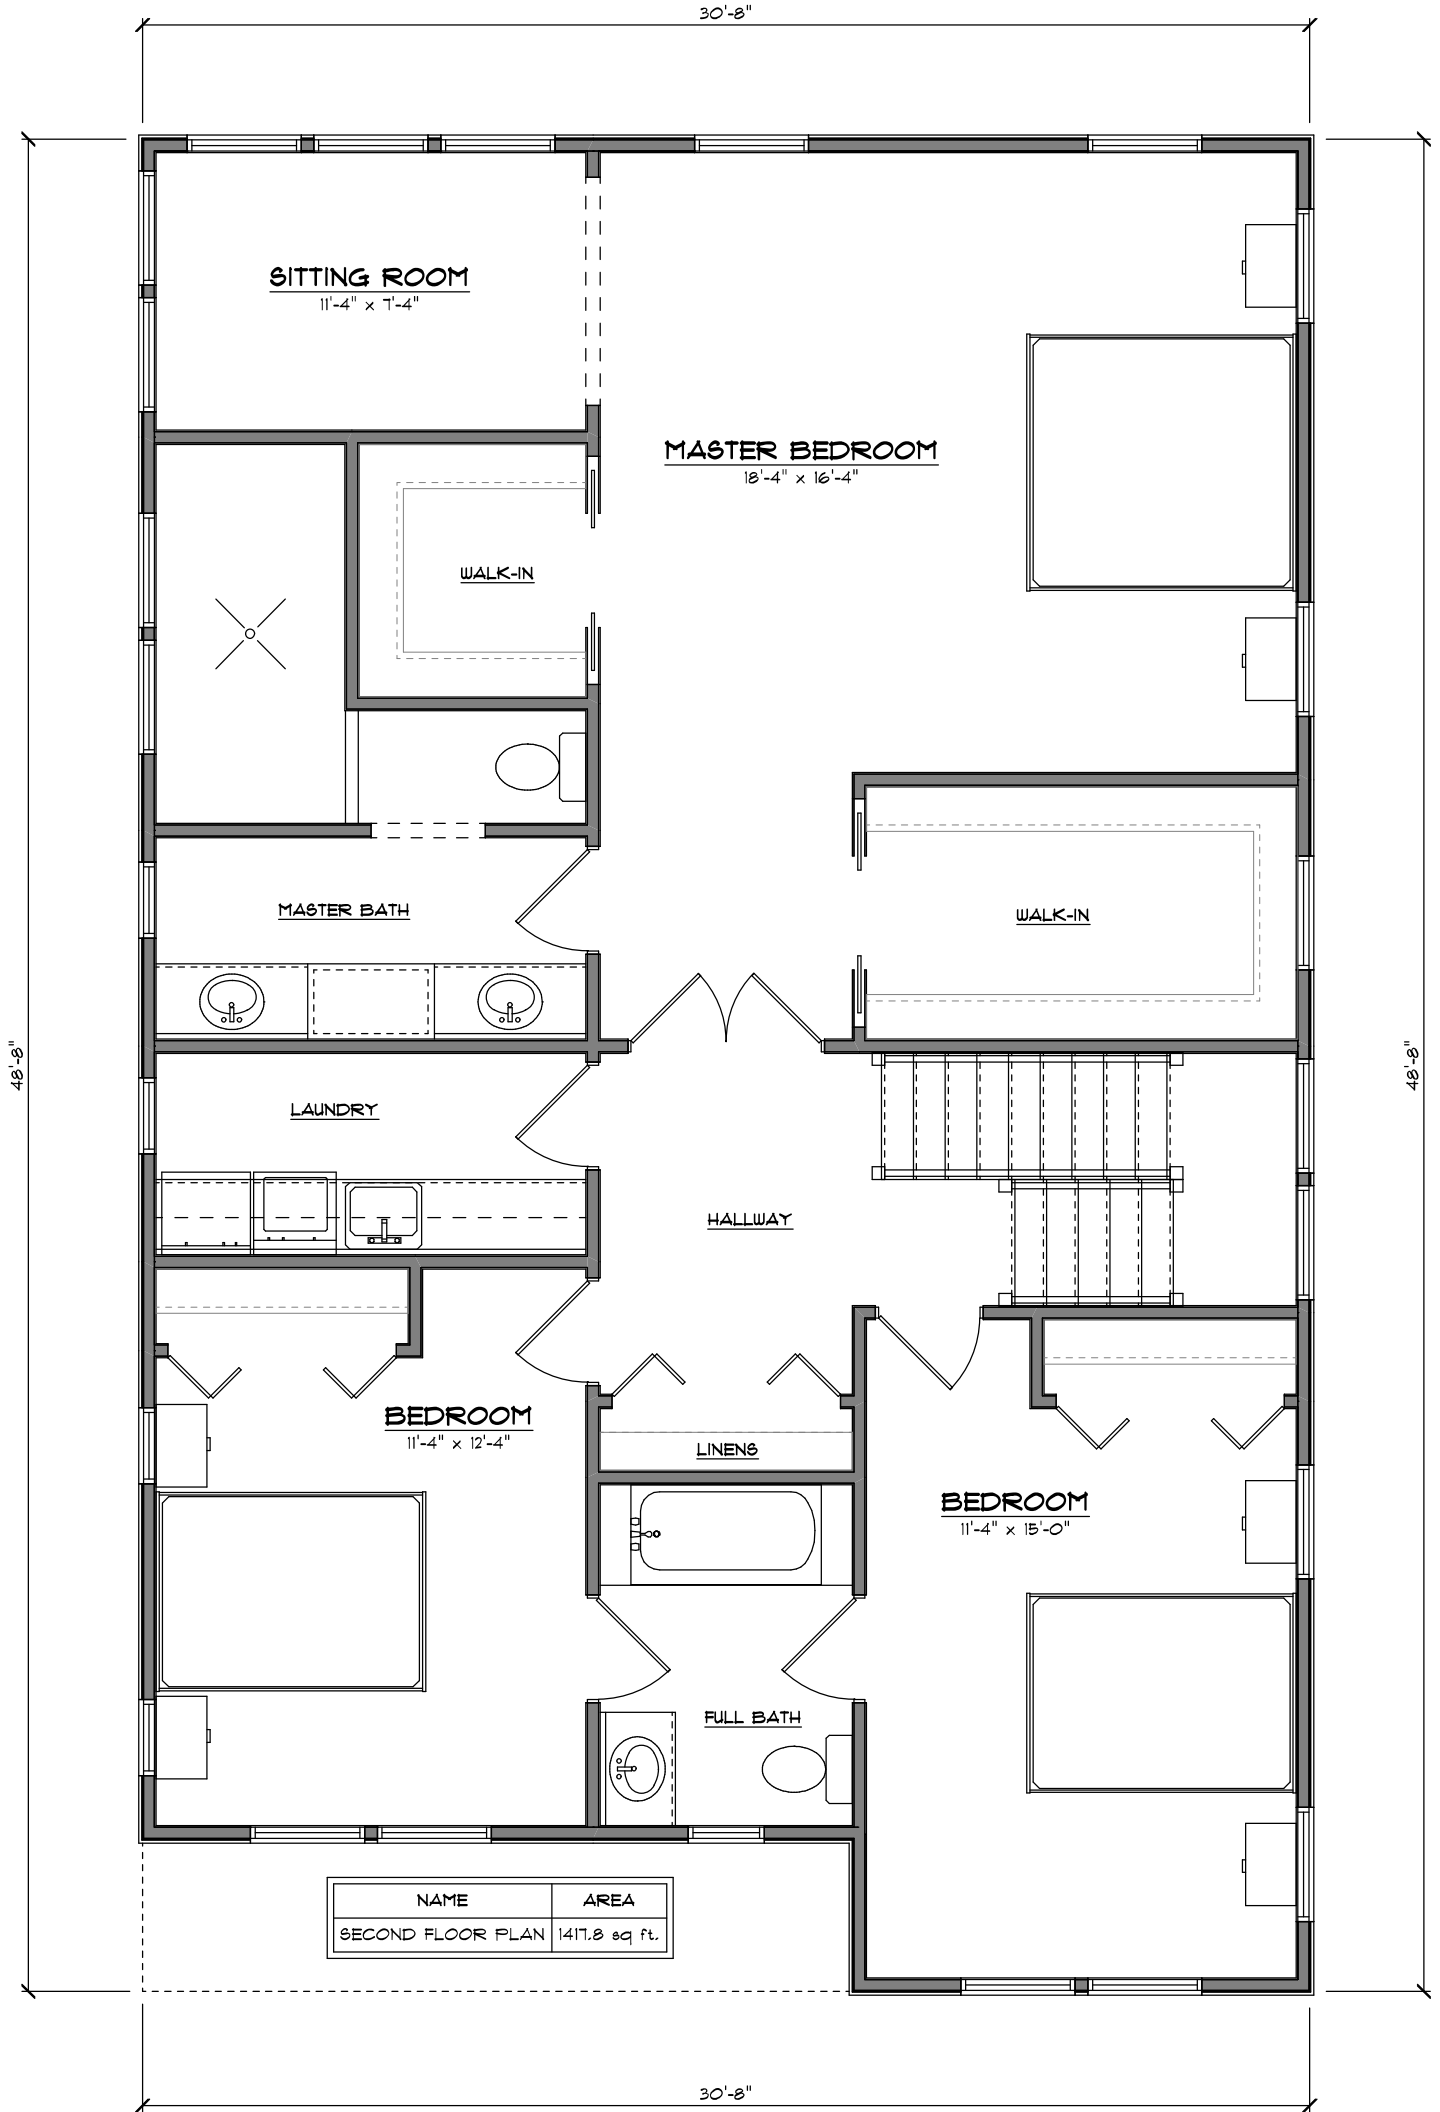 30'-8"
SITTING ROOM
11'-4" x 7'-4"
MASTER BEDROOM
18'-4" x 16'-4"
WALK-IN
MASTER BATH
WALK-IN
48'-8"
48'-8"
LAUNDRY
HALLWAY
BEDROOM
11'-4" x 12'-4"
LINENS
BEDROOM
11'-4" x 15'-0"
FULL BATH
NAME AREA
SECOND FLOOR PLAN 1417.8 sq ft.
30'-8"